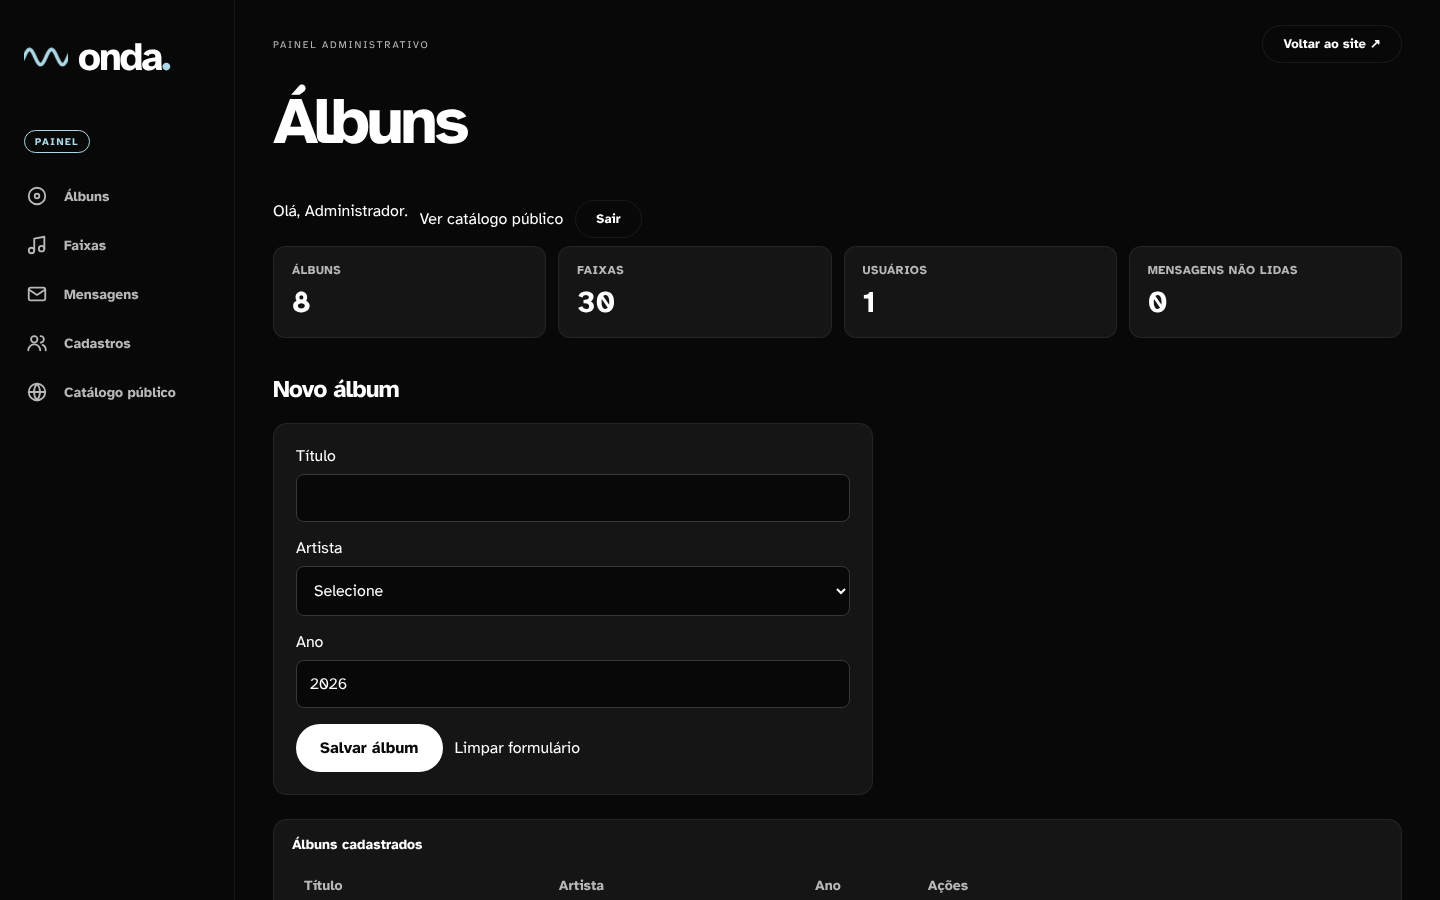 onda.
PAINEL
Álbuns
Faixas
Mensagens
Cadastros
Catálogo público
PAINEL ADMINISTRATIVO
Voltar ao site ↗
Álbuns
Olá, Administrador. Ver catálogo público Sair
ÁLBUNS
8
FAIXAS
30
USUÁRIOS
1
MENSAGENS NÃO LIDAS
0
Novo álbum
Título
Artista
Selecione
Ano
2026
Salvar álbum Limpar formulário
Álbuns cadastrados
Título Artista Ano Ações